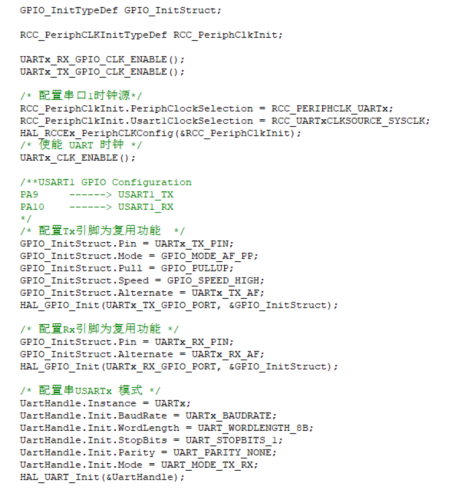 GPIO_InitTypeDef GPIO_InitStruct;
RCC_PeriphCLKInitTypeDef RCC_PeriphClkInit;
UARTx_RX_GPIO_CLK_ENABLE();
UARTx_TX_GPIO_CLK_ENABLE();
/* 配置串口1时钟源*/
RCC_PeriphClkInit.PeriphClockSelection = RCC_PERIPHCLK_UARTx;
RCC_PeriphClkInit.Usart1ClockSelection = RCC_UARTxCLKSOURCE_SYSCLK;
HAL_RCCEx_PeriphCLKConfig(&RCC_PeriphClkInit);
/* 使能 UART 时钟 */
UARTx_CLK_ENABLE();
/**USART1 GPIO Configuration
PA9     ------> USART1_TX
PA10    ------> USART1_RX
*/
/* 配置Tx引脚为复用功能  */
GPIO_InitStruct.Pin = UARTx_TX_PIN;
GPIO_InitStruct.Mode = GPIO_MODE_AF_PP;
GPIO_InitStruct.Pull = GPIO_PULLUP;
GPIO_InitStruct.Speed = GPIO_SPEED_HIGH;
GPIO_InitStruct.Alternate = UARTx_TX_AF;
HAL_GPIO_Init(UARTx_TX_GPIO_PORT, &GPIO_InitStruct);
/* 配置Rx引脚为复用功能 */
GPIO_InitStruct.Pin = UARTx_RX_PIN;
GPIO_InitStruct.Alternate = UARTx_RX_AF;
HAL_GPIO_Init(UARTx_RX_GPIO_PORT, &GPIO_InitStruct);
/* 配置串USARTx 模式 */
UartHandle.Instance = UARTx;
UartHandle.Init.BaudRate = UARTx_BAUDRATE;
UartHandle.Init.WordLength = UART_WORDLENGTH_8B;
UartHandle.Init.StopBits = UART_STOPBITS_1;
UartHandle.Init.Parity = UART_PARITY_NONE;
UartHandle.Init.Mode = UART_MODE_TX_RX;
HAL_UART_Init(&UartHandle);